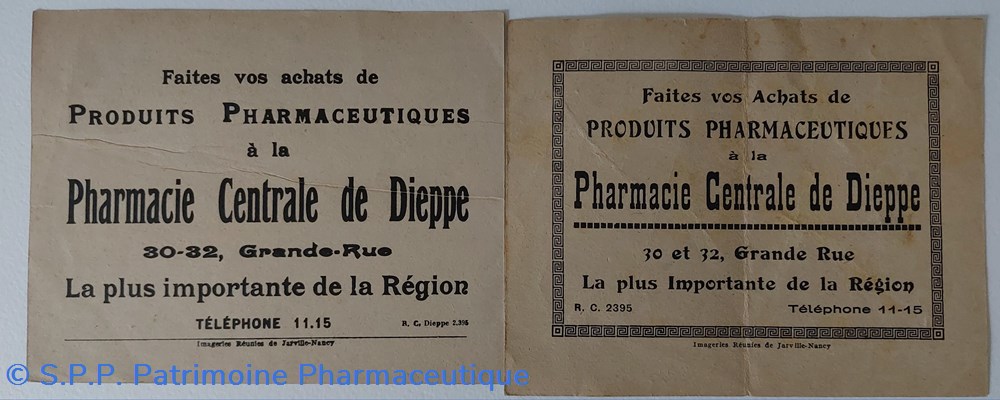 Faites vos achats de
PRODUITS PHARMACEUTIQUES
à la
Pharmacie Centrale de Dieppe
30-32, Grande-Rue
La plus importante de la Région
TÉLÉPHONE 11.15 R. C. Dieppe 2.395
Imageries Réunies de Jarville-Nancy
Faites vos Achats de
PRODUITS PHARMACEUTIQUES
à la
Pharmacie Centrale de Dieppe
30 et 32, Grande Rue
La plus Importante de la Région
R. C. 2395 Téléphone 11-15
Imageries Réunies de Jarville-Nancy
© S.P.P. Patrimoine Pharmaceutique